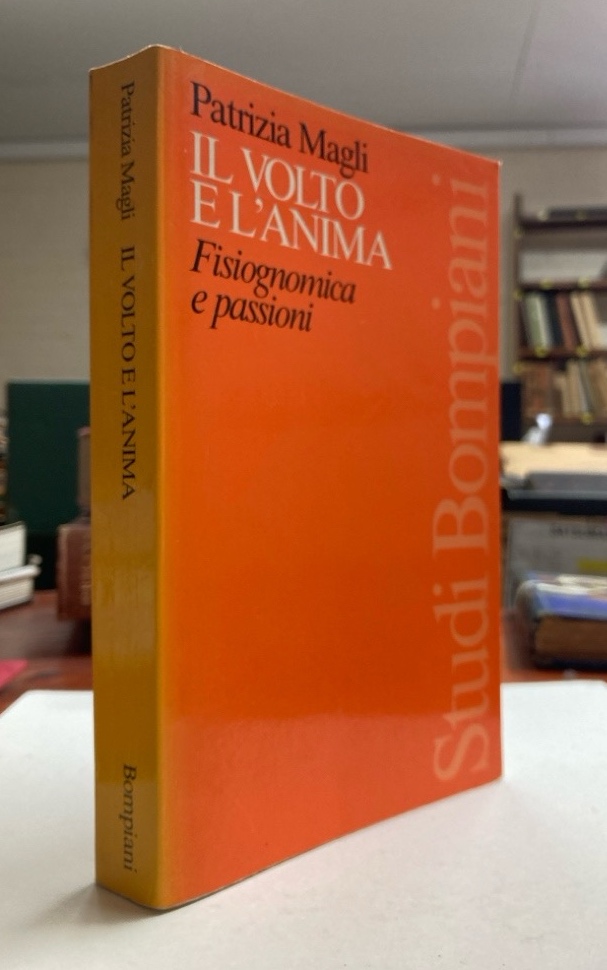 Patrizia Magli
IL VOLTO
E L'ANIMA
Fisiognomica
e passioni
Studi Bompiani
Patrizia Magli IL VOLTO E L'ANIMA Bompiani